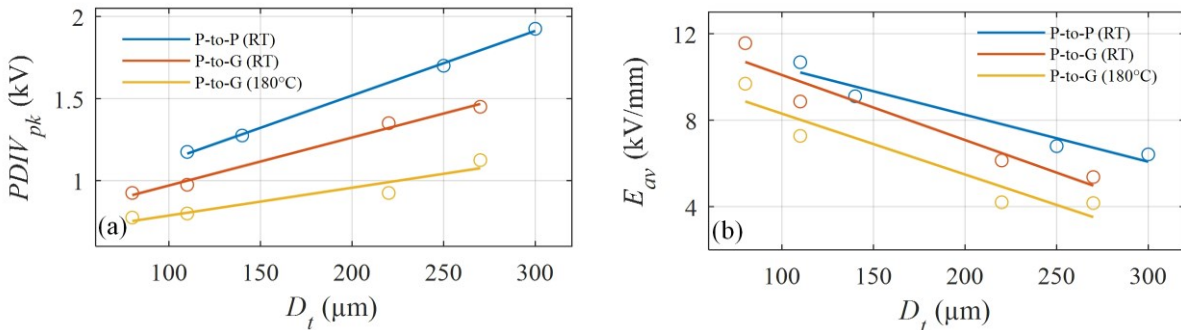 2
1.5
1
PDIV_pk (kV)
P-to-P (RT)
P-to-G (RT)
P-to-G (180°C)
(a)
100 150 200 250 300
D_t (μm)
12
8
4
E_av (kV/mm)
P-to-P (RT)
P-to-G (RT)
P-to-G (180°C)
(b)
100 150 200 250 300
D_t (μm)